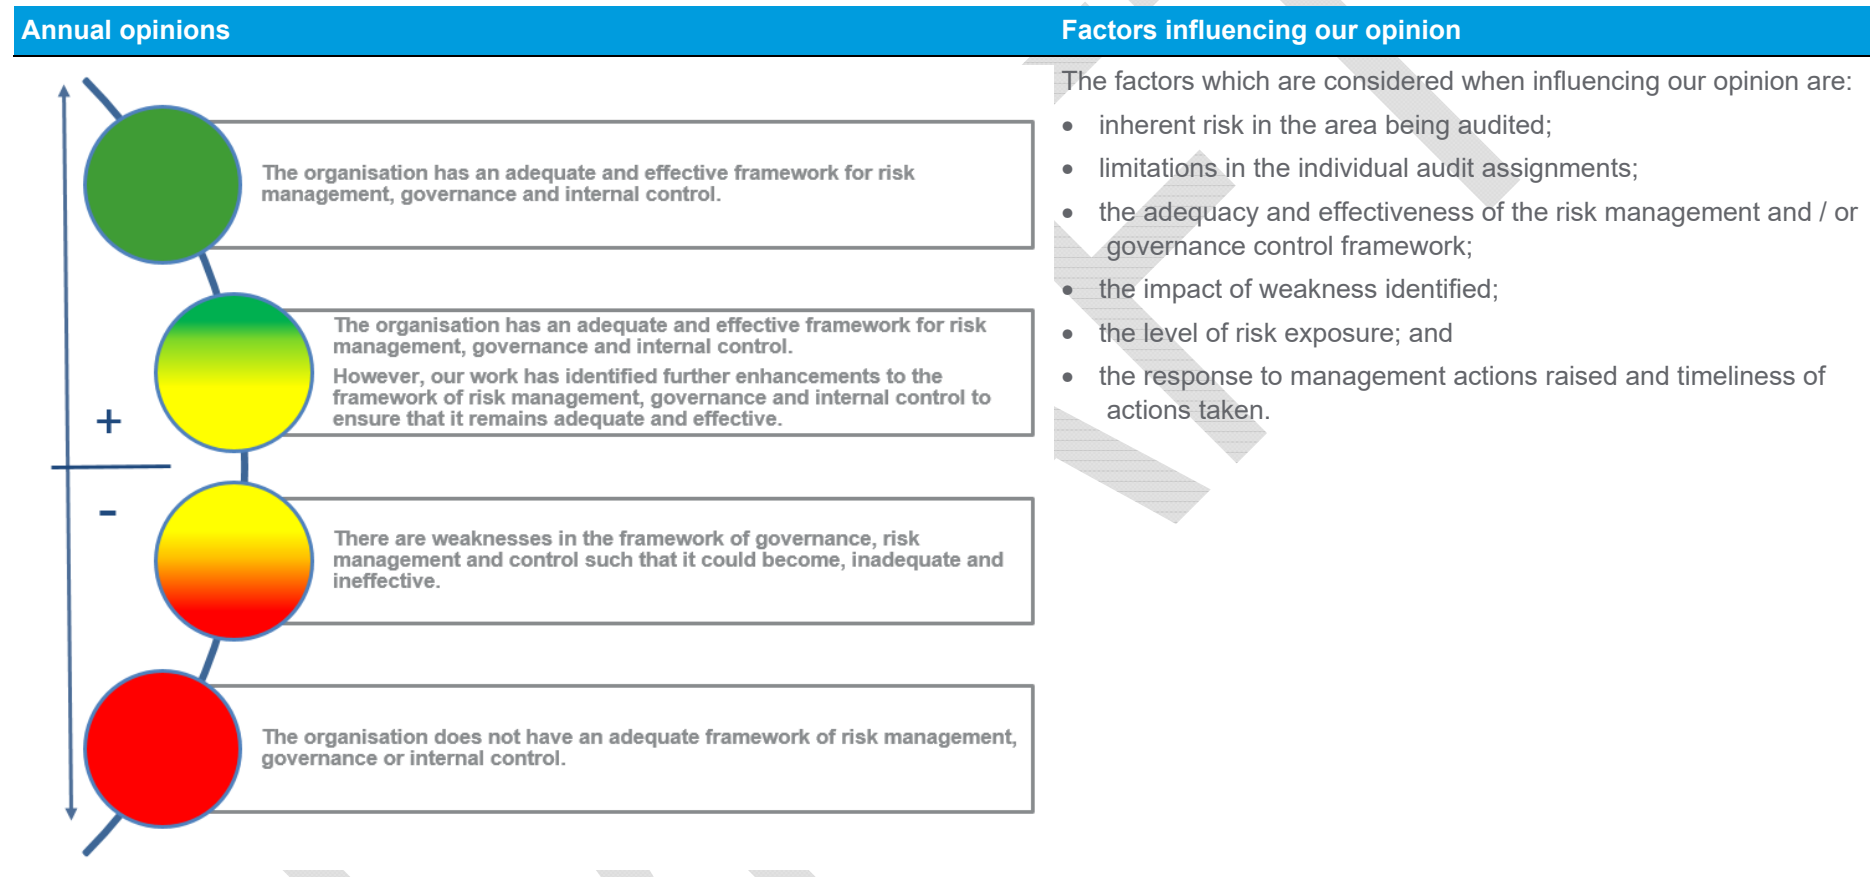 Annual opinions
The organisation has an adequate and effective framework for risk
management, governance and internal control.
The organisation has an adequate and effective framework for risk
management, governance and internal control.
However, our work has identified further enhancements to the
framework of risk management, governance and internal control to
ensure that it remains adequate and effective.
+
-
There are weaknesses in the framework of governance, risk
management and control such that it could become, inadequate and
ineffective.
The organisation does not have an adequate framework of risk management,
governance or internal control.
Factors influencing our opinion
The factors which are considered when influencing our opinion are:
• inherent risk in the area being audited;
• limitations in the individual audit assignments;
• the adequacy and effectiveness of the risk management and / or
governance control framework;
• the impact of weakness identified;
• the level of risk exposure; and
• the response to management actions raised and timeliness of
actions taken.